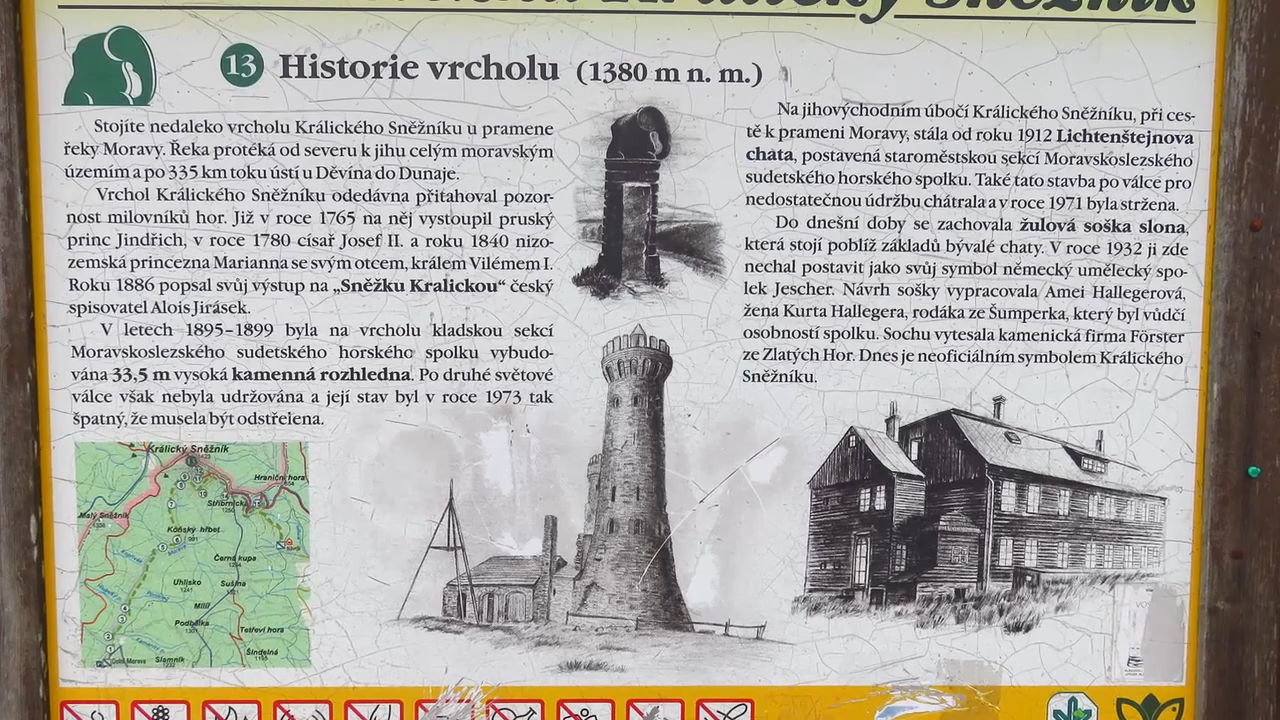 Králický Sněžník
13 Historie vrcholu (1380 m n. m.)
Stojíte nedaleko vrcholu Králického Sněžníku u pramene
řeky Moravy. Řeka protéká od severu k jihu celým moravským
územím a po 335 km toku ústí u Děvína do Dunaje.
Vrchol Králického Sněžníku odedávna přitahoval pozor-
nost milovníků hor. Již v roce 1765 na něj vystoupil pruský
princ Jindřich, v roce 1780 císař Josef II. a roku 1840 nizo-
zemská princezna Marianna se svým otcem, králem Vilémem I.
Roku 1886 popsal svůj výstup na „Sněžku Kralickou“ český
spisovatel Alois Jirásek.
V letech 1895–1899 byla na vrcholu kladskou sekcí
Moravskoslezského sudetského horského spolku vybudo-
vána 33,5 m vysoká kamenná rozhledna. Po druhé světové
válce však nebyla udržována a její stav byl v roce 1973 tak
špatný, že musela být odstřelena.
Na jihovýchodním úbočí Králického Sněžníku, při ces-
tě k prameni Moravy, stála od roku 1912 Lichtenštejnova
chata, postavená staroměstskou sekcí Moravskoslezského
sudetského horského spolku. Také tato stavba po válce pro
nedostatečnou údržbu chátrala a v roce 1971 byla stržena.
Do dnešní doby se zachovala žulová soška slona,
která stojí poblíž základů bývalé chaty. V roce 1932 ji zde
nechal postavit jako svůj symbol německý umělecký spo-
lek Jescher. Návrh sošky vypracovala Amei Hallegerová,
žena Kurta Hallegera, rodáka ze Šumperka, který byl vůdčí
osobností spolku. Sochu vytesala kamenická firma Förster
ze Zlatých Hor. Dnes je neoficiálním symbolem Králického
Sněžníku.
Králický Sněžník
Hraniční hora
Malý Sněžník
Koňský hřbet
Černá kupa
Uhlisko
1241
Sušina
Milíř
Podbělka
1307
Tetřeví hora
Slamník
Šindelná